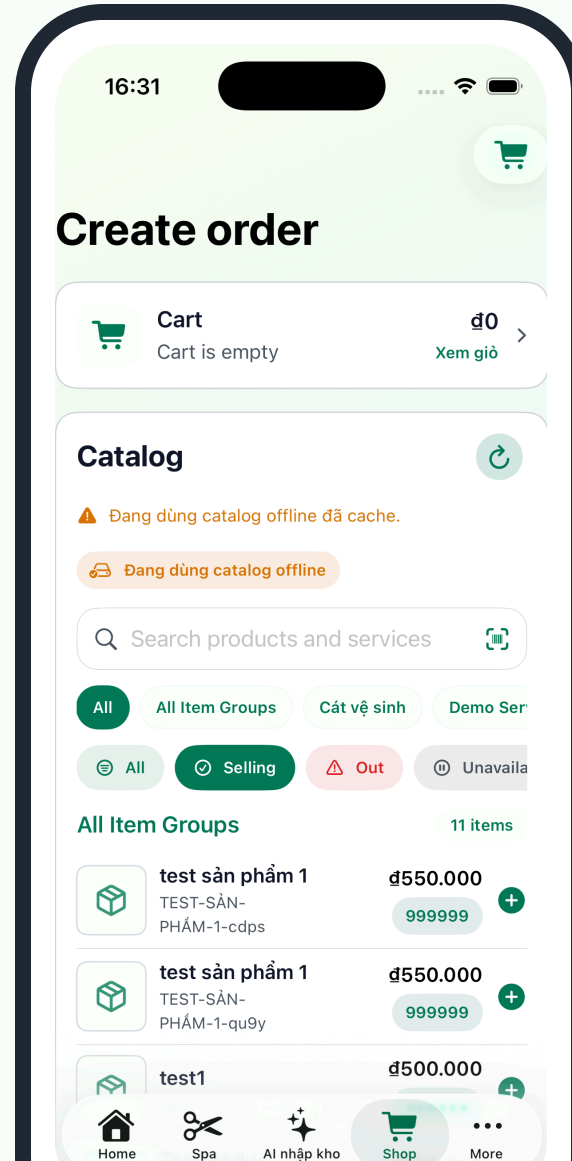 16:31
Create order
Cart
₫0
Cart is empty
Xem giỏ
Catalog
Đang dùng catalog offline đã cache.
Đang dùng catalog offline
Search products and services
All
All Item Groups
Cát vệ sinh
Demo Ser
All
Selling
Out
Unavaila
All Item Groups
11 items
test sản phẩm 1
₫550.000
TEST-SẢN-
PHẨM-1-cdps
999999
test sản phẩm 1
₫550.000
TEST-SẢN-
PHẨM-1-qu9y
999999
test1
₫500.000
Home
Spa
AI nhập kho
Shop
More